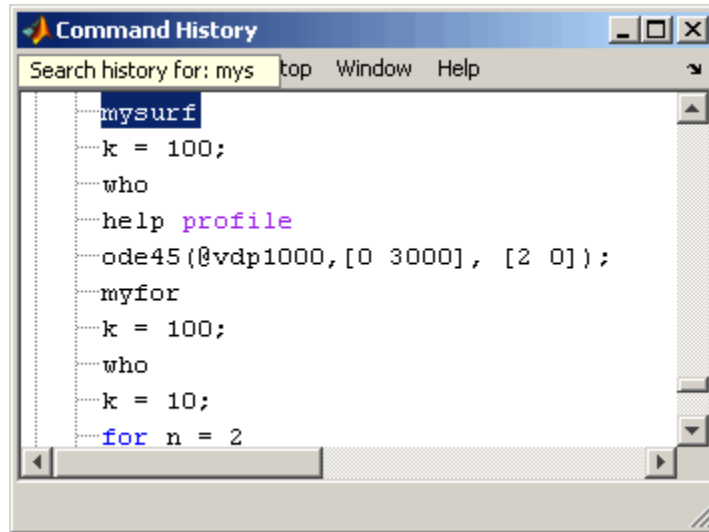 Command History
Search history for: mys top Window Help
mysurf
k = 100;
who
help profile
ode45(@vdp1000,[0 3000], [2 0]);
myfor
k = 100;
who
k = 10;
for n = 2